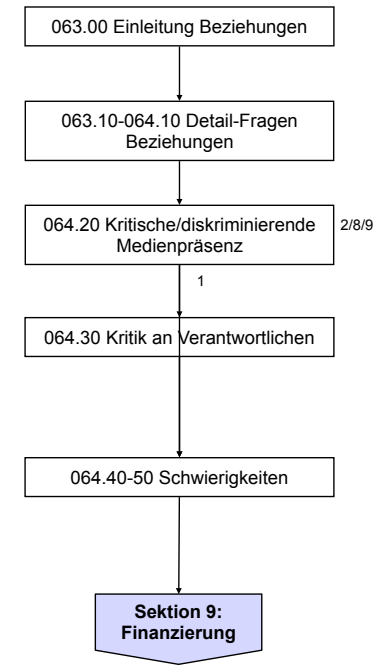 063.00 Einleitung Beziehungen
063.10-064.10 Detail-Fragen
Beziehungen
064.20 Kritische/diskriminierende
Medienpräsenz
2/8/9
1
064.30 Kritik an Verantwortlichen
064.40-50 Schwierigkeiten
Sektion 9:
Finanzierung